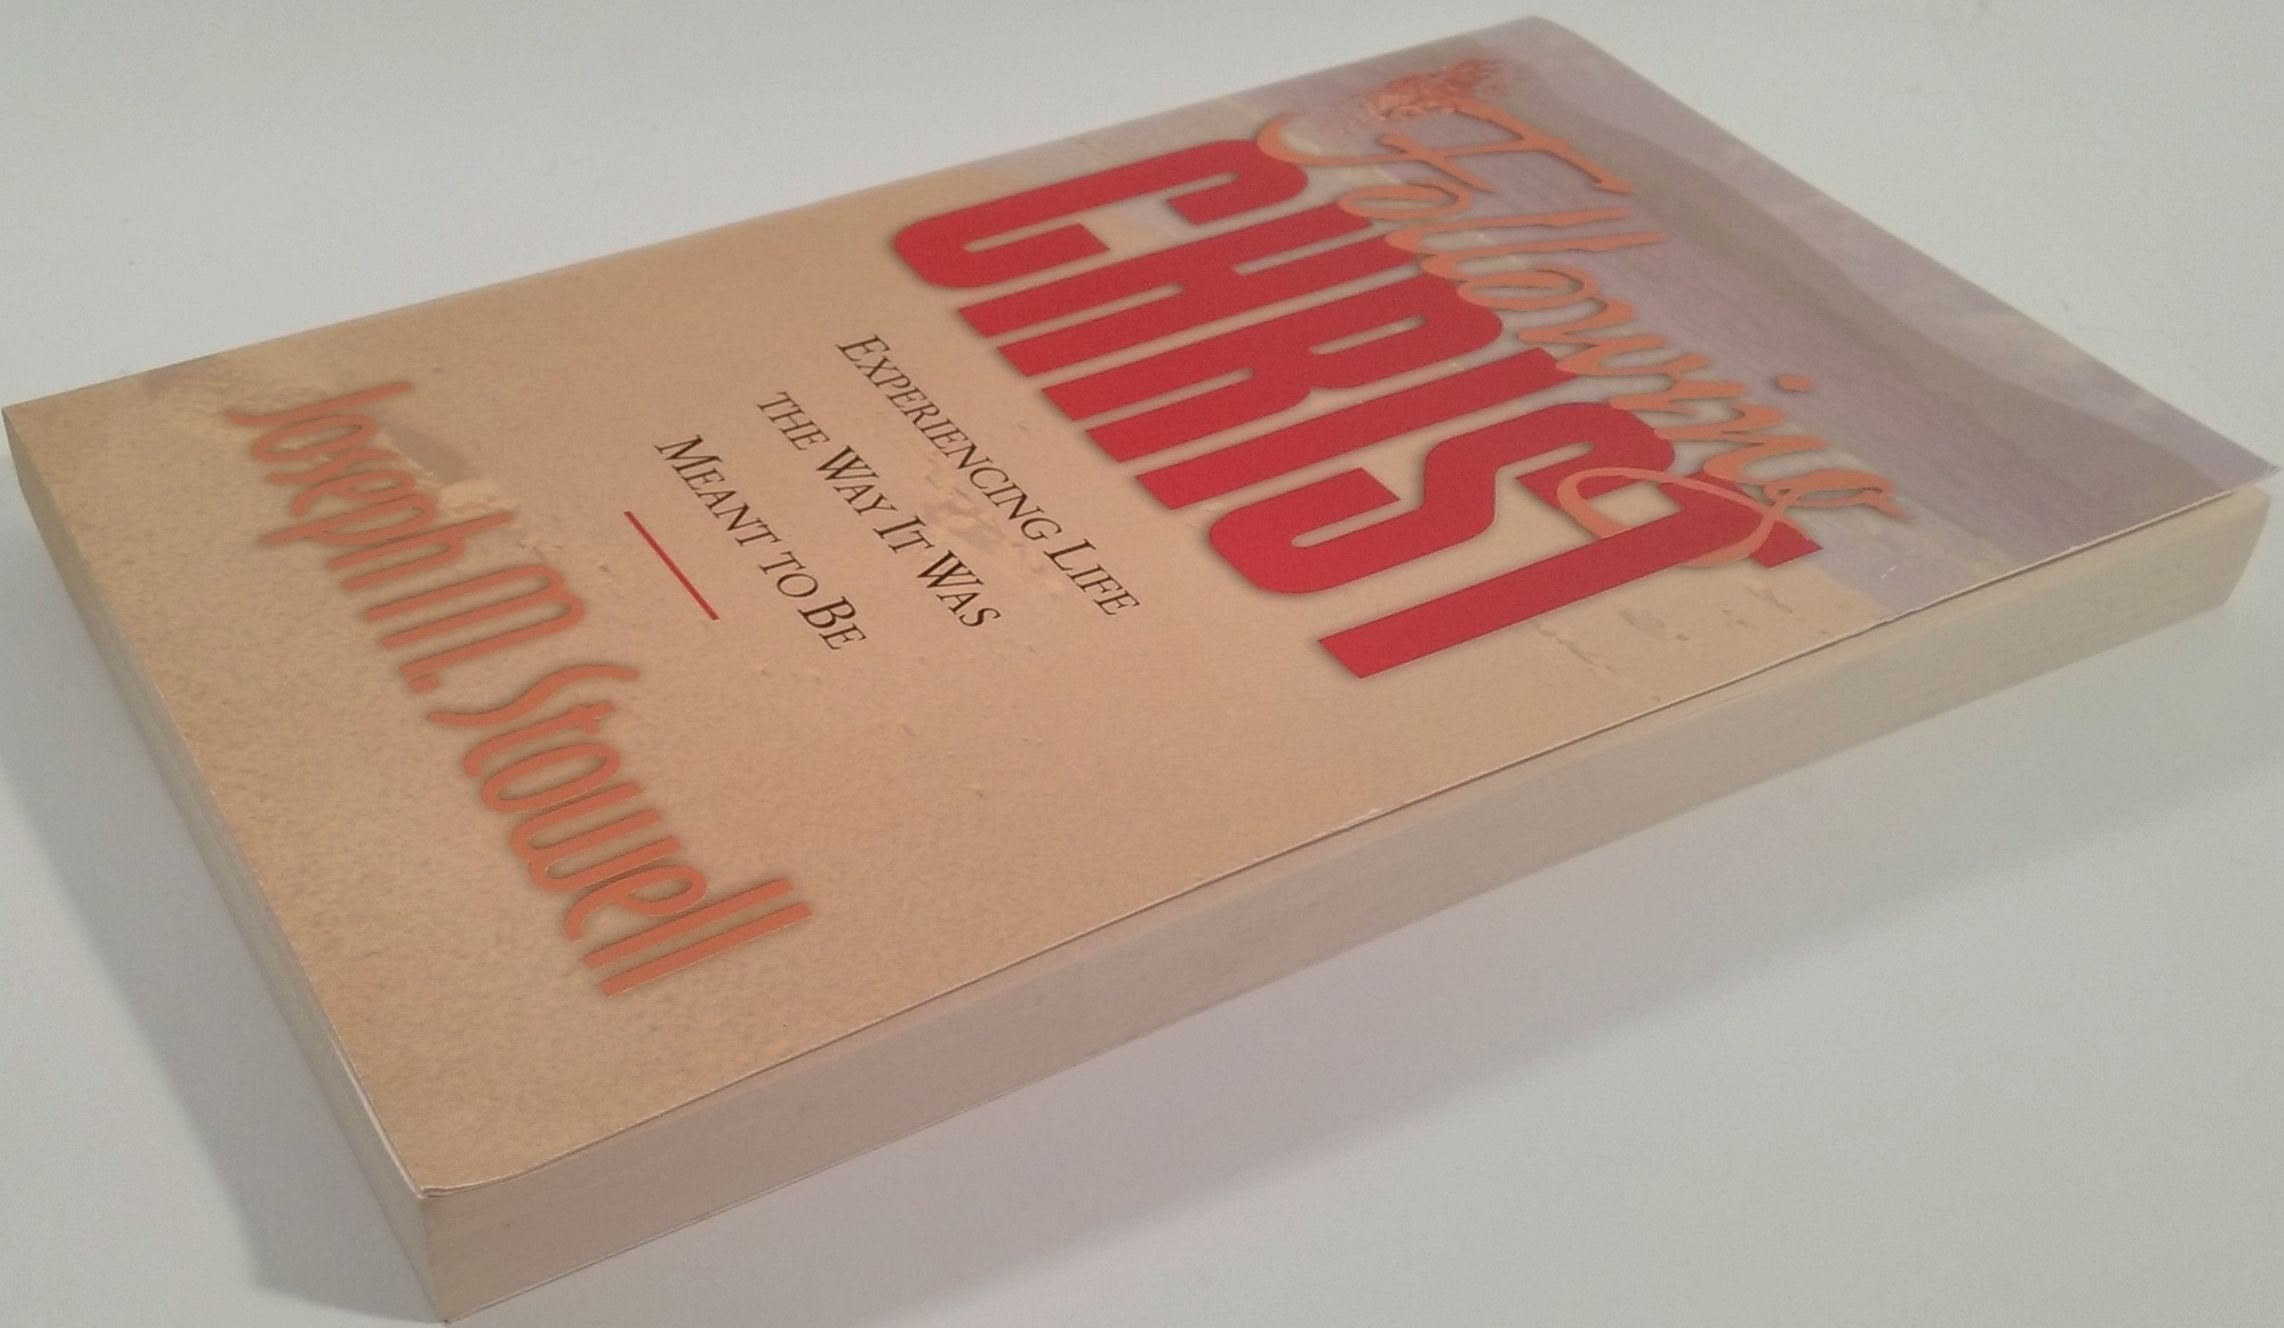 Following
CHRIST
EXPERIENCING LIFE
THE WAY IT WAS
MEANT TO BE
Joseph M. Stowell